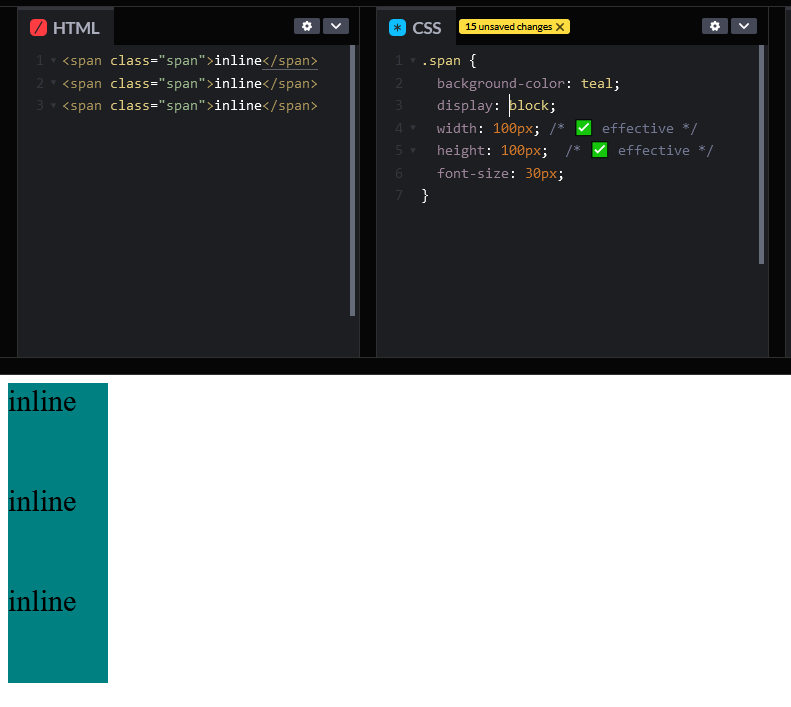 HTML
1 <span class="span">inline</span>
2 <span class="span">inline</span>
3 <span class="span">inline</span>
CSS 15 unsaved changes X
1 .span {
2 background-color: teal;
3 display: block;
4 width: 100px; /* ✅ effective */
5 height: 100px;  /* ✅ effective */
6 font-size: 30px;
7 }
inline
inline
inline